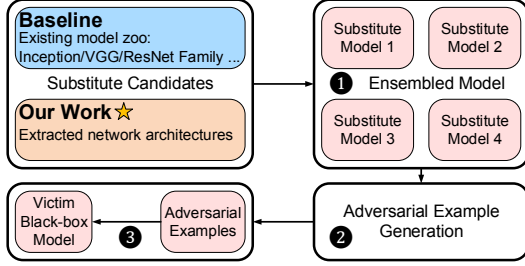 Baseline
Existing model zoo:
Inception/VGG/ResNet Family ...
Substitute Candidates
Our Work
Extracted network architectures
Substitute
Model 1
Substitute
Model 2
1 Ensembled Model
Substitute
Model 3
Substitute
Model 4
Victim
Black-box
Model
3
Adversarial
Examples
Adversarial Example
2 Generation